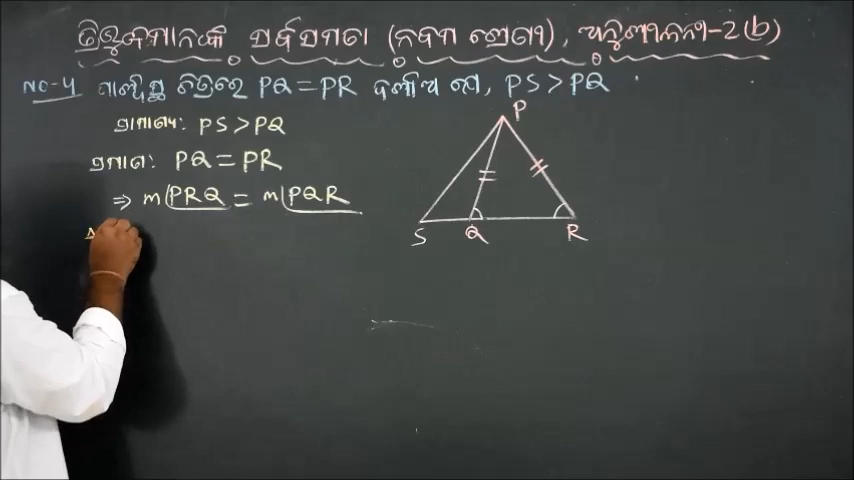 ତ୍ରିଭୁଜମାନଙ୍କ ସର୍ବସମତା (ନବମ ଶ୍ରେଣୀ), ଅନୁଶୀଳନୀ-2(b)
NO-4 ପାର୍ଶ୍ଵସ୍ଥ ଚିତ୍ରରେ PQ = PR ଦର୍ଶାଅ ଯେ, PS > PQ
ପ୍ରାମାଣ୍ୟ: PS > PQ
ପ୍ରମାଣ: PQ = PR
⇒ m∠PRQ = m∠PQR
P
S Q R